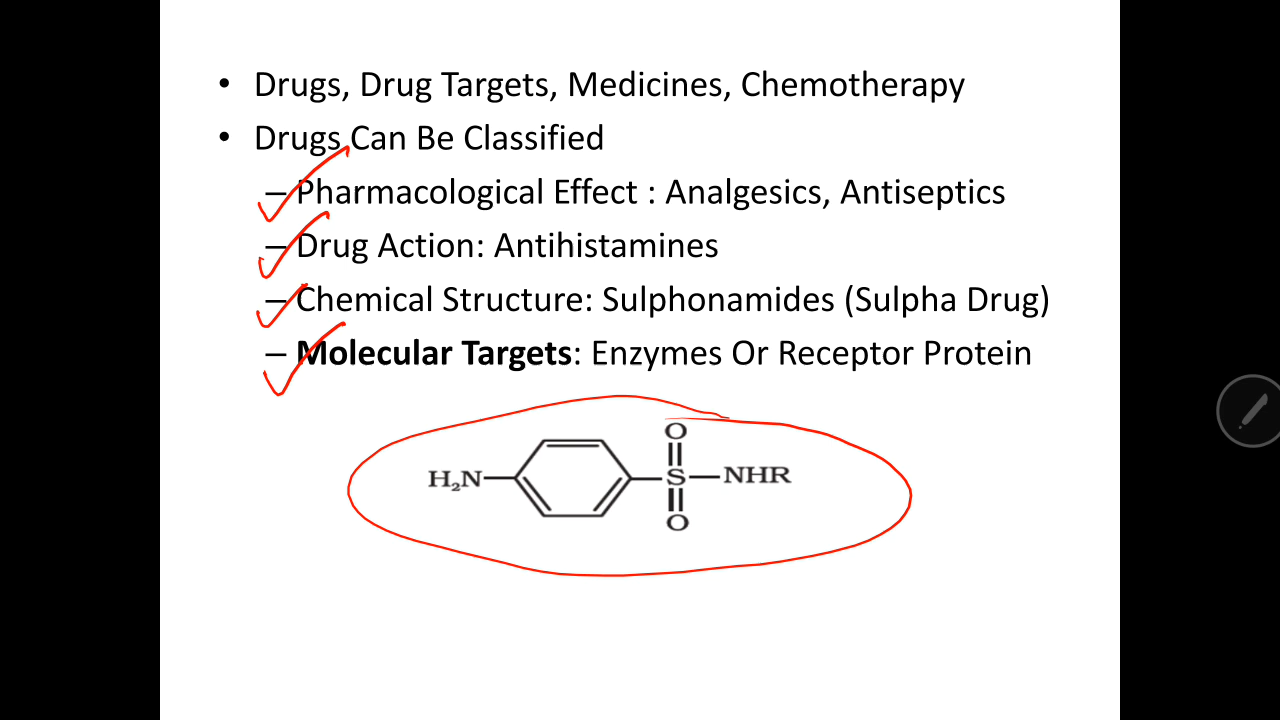 • Drugs, Drug Targets, Medicines, Chemotherapy
• Drugs Can Be Classified
– Pharmacological Effect : Analgesics, Antiseptics
– Drug Action: Antihistamines
– Chemical Structure: Sulphonamides (Sulpha Drug)
– Molecular Targets: Enzymes Or Receptor Protein
O
H₂N S NHR
O